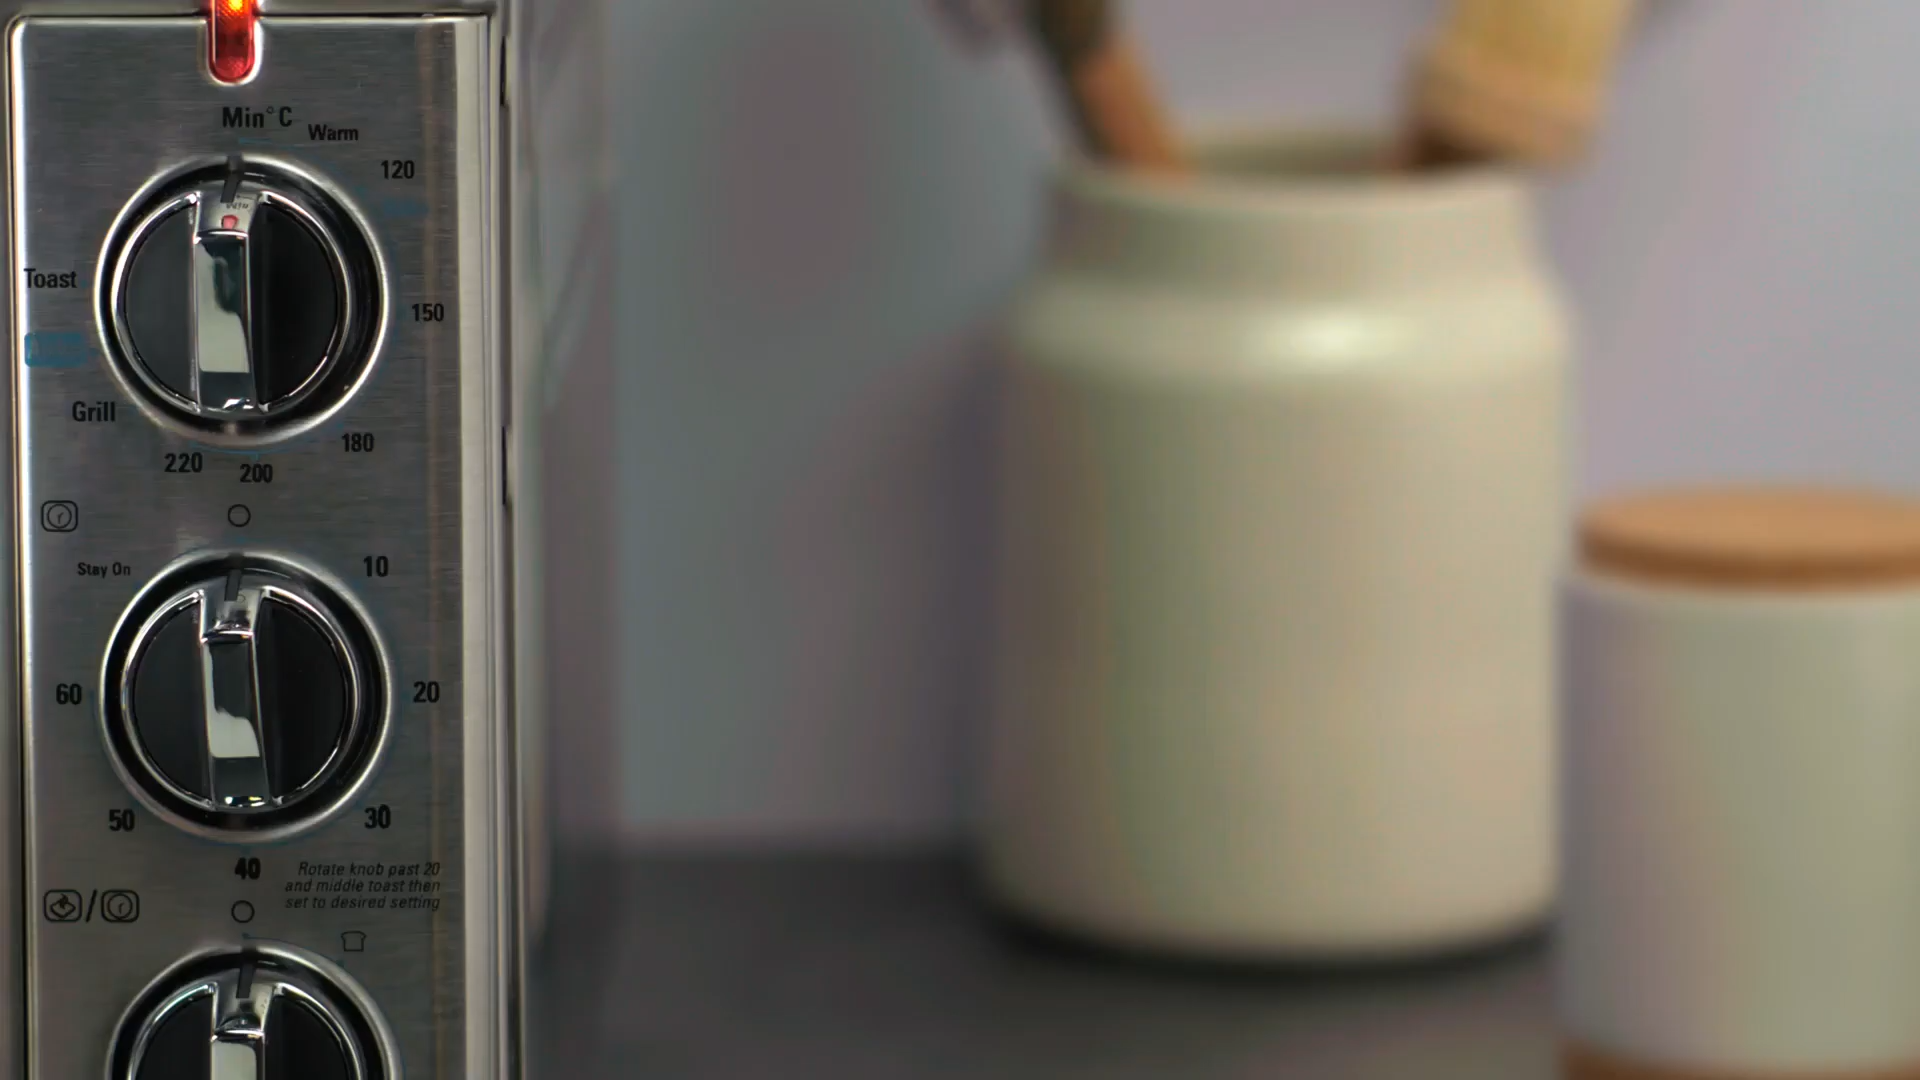 Min°C
Warm
120
Toast
150
Grill
180
220
200
Stay On
10
60
20
50
30
40
Rotate knob past 20
and middle toast then
set to desired setting